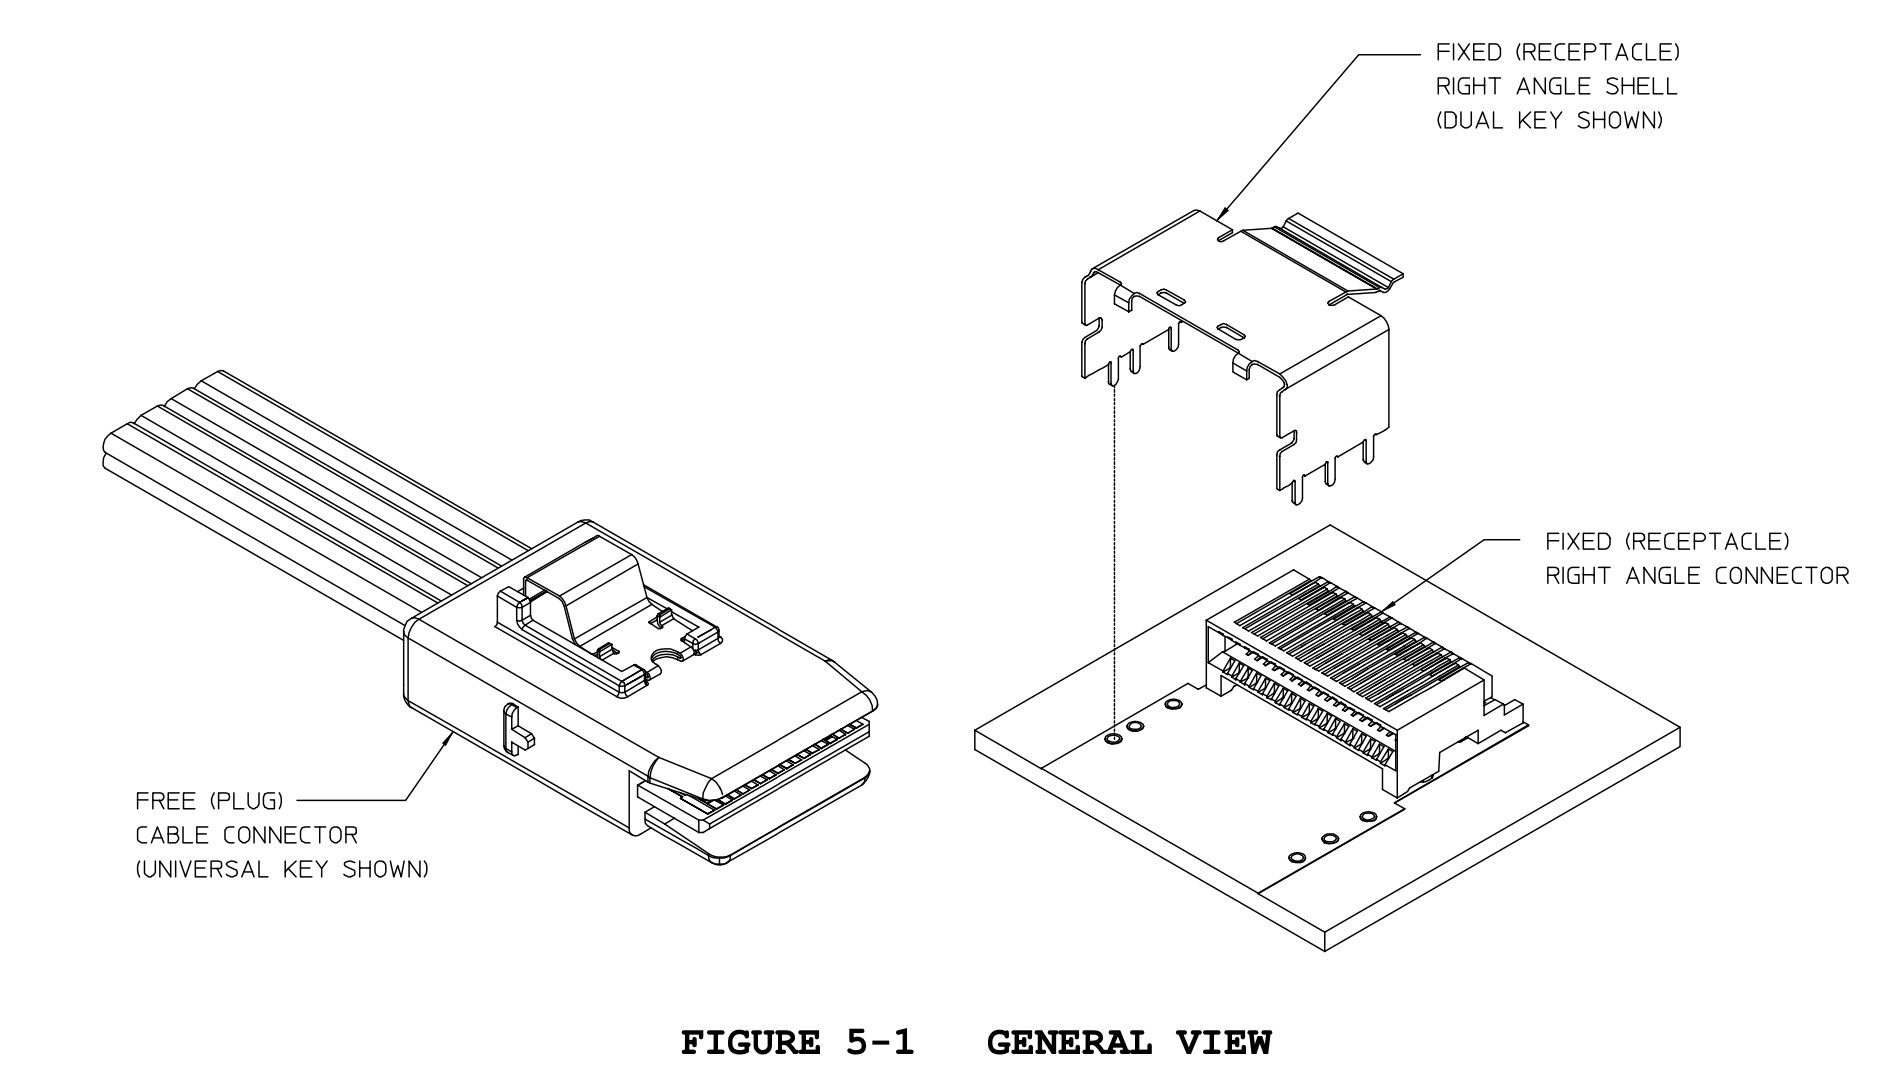 FIXED (RECEPTACLE)
RIGHT ANGLE SHELL
(DUAL KEY SHOWN)
FIXED (RECEPTACLE)
RIGHT ANGLE CONNECTOR
FREE (PLUG)
CABLE CONNECTOR
(UNIVERSAL KEY SHOWN)
FIGURE 5-1 GENERAL VIEW